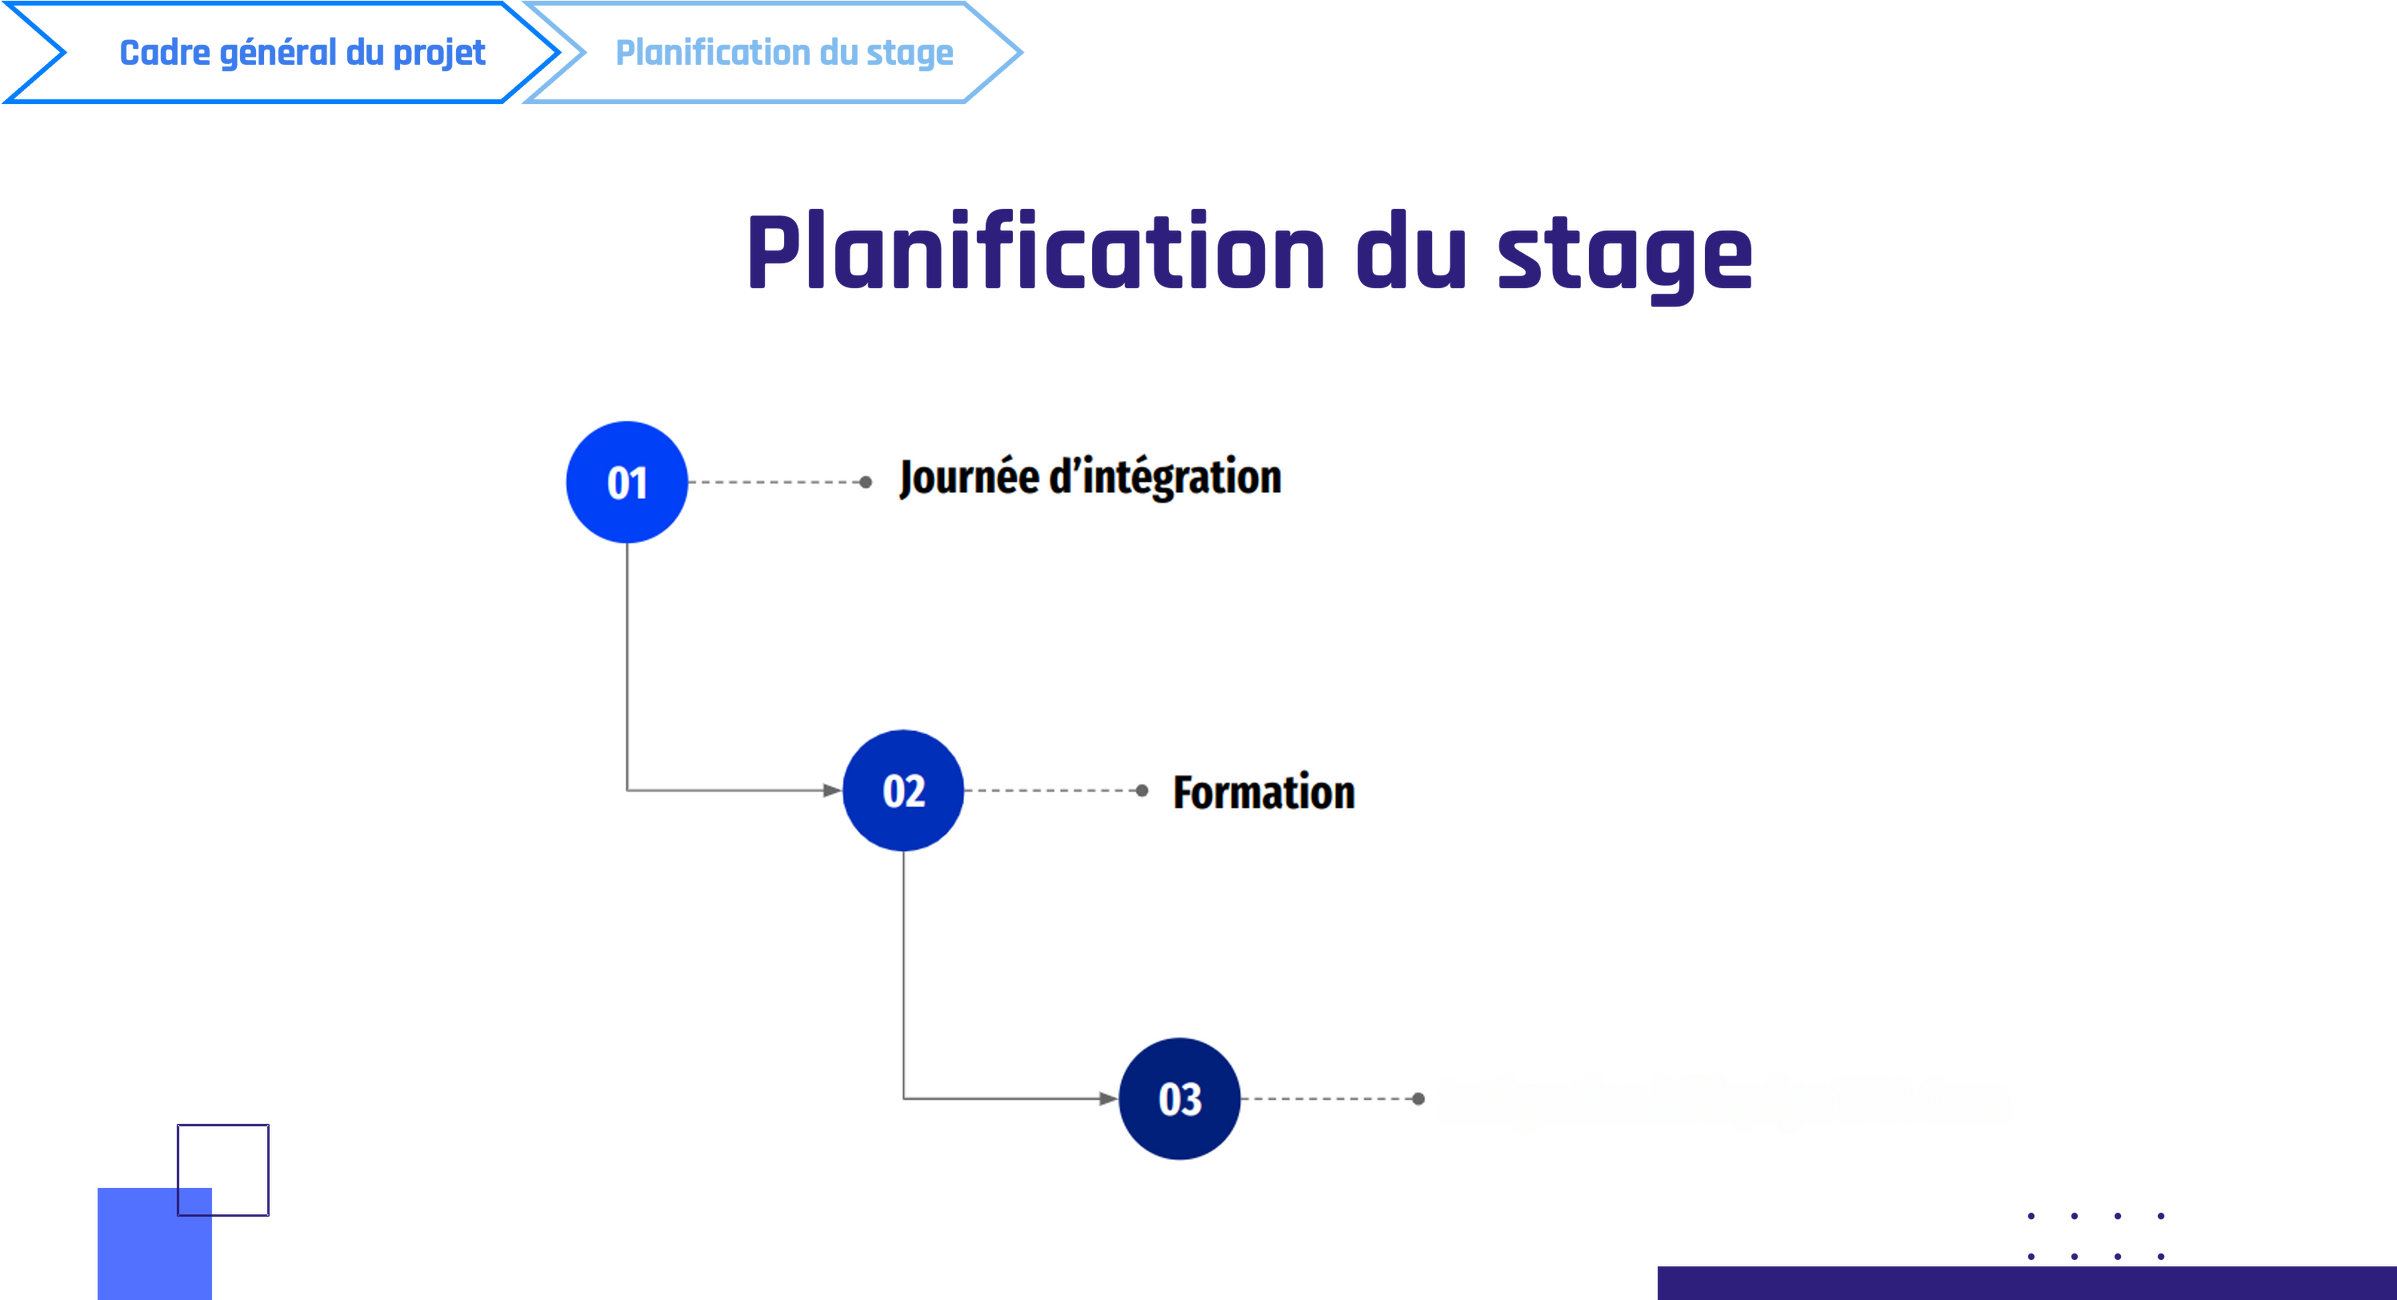 Cadre général du projet
Planification du stage
Planification du stage
01
Journée d’intégration
02
Formation
03